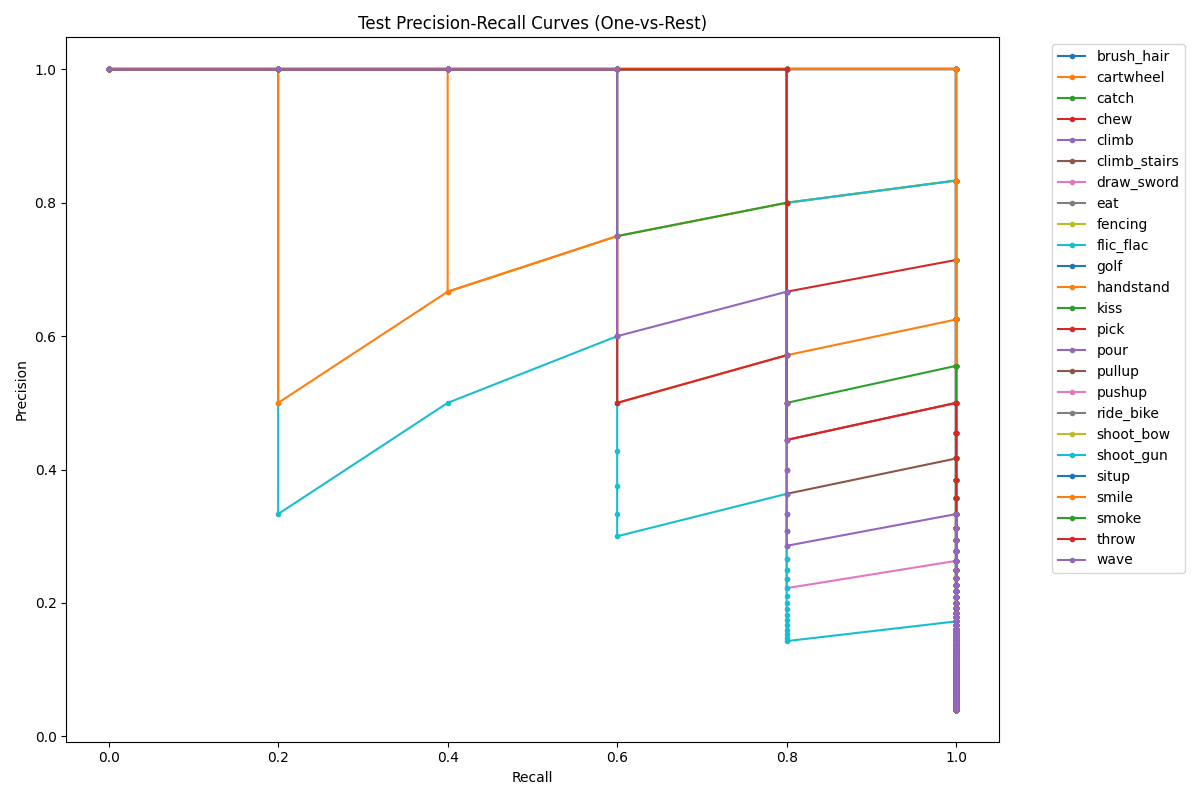 Test Precision-Recall Curves (One-vs-Rest)
Precision
1.0
0.8
0.6
0.4
0.2
0.0
0.0 0.2 0.4 0.6 0.8 1.0
Recall
brush_hair
cartwheel
catch
chew
climb
climb_stairs
draw_sword
eat
fencing
flic_flac
golf
handstand
kiss
pick
pour
pullup
pushup
ride_bike
shoot_bow
shoot_gun
situp
smile
smoke
throw
wave